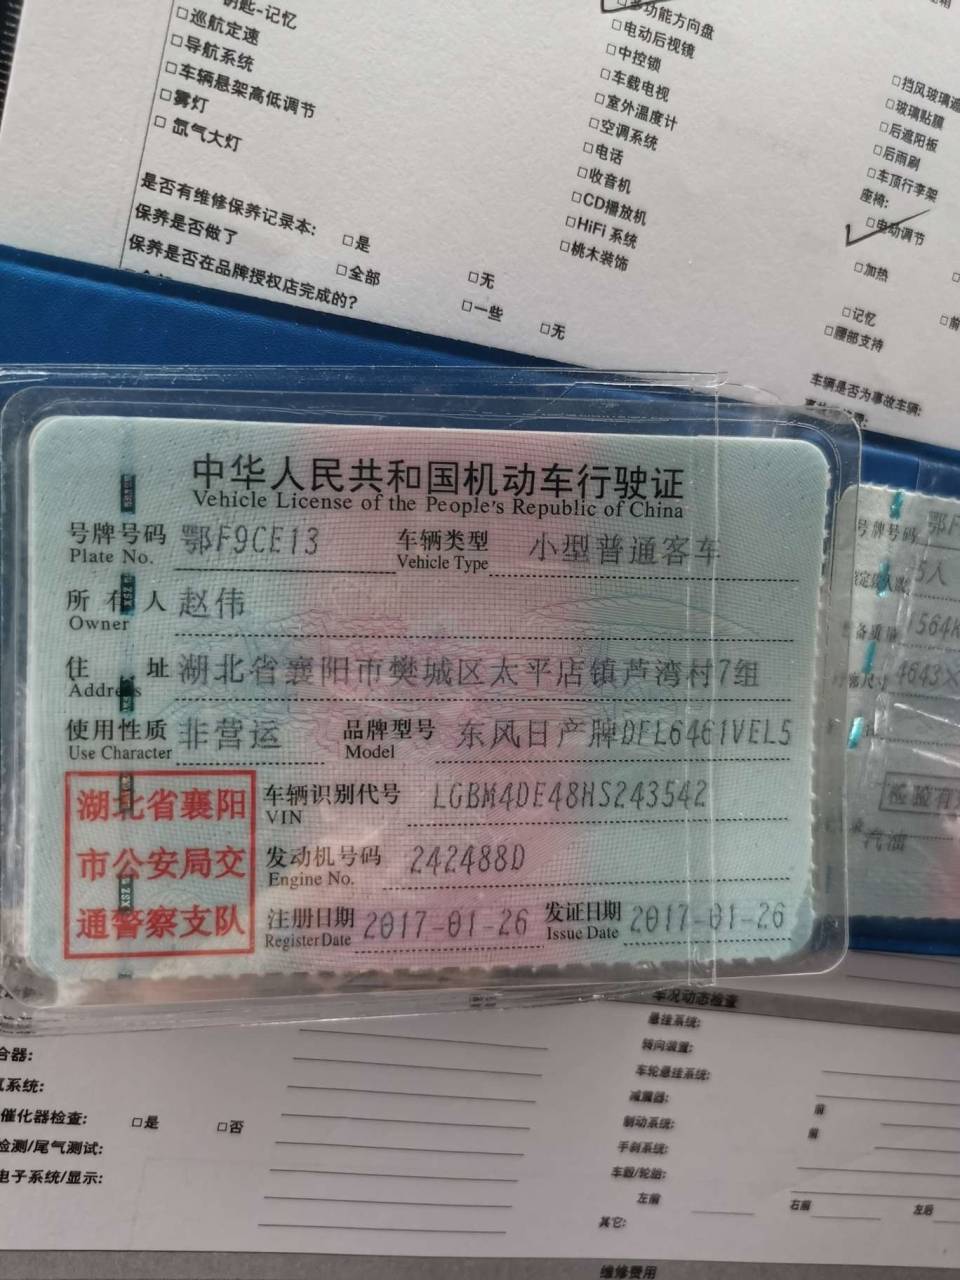 钥匙-记忆
□巡航定速
□导航系统
□车辆悬架高低调节
□雾灯
□氙气大灯
是否有维修保养记录本: □是
保养是否做了 □全部 □无
保养是否在品牌授权店完成的? □一些 □无
□多功能方向盘
□电动后视镜
□中控锁
□车载电视
□室外温度计
□空调系统
□电话
□收音机
□CD播放机
□HiFi 系统
□桃木装饰
□挡风玻璃
□玻璃贴膜
□后遮阳板
□后雨刷
□车顶行李架
座椅:
□电动调节
□加热
□记忆 □前
□腰部支持
车辆是否为事故车辆:
中华人民共和国机动车行驶证
Vehicle License of the People's Republic of China
号牌号码 鄂F9CE13 车辆类型 小型普通客车
Plate No. Vehicle Type
所有人 赵伟
Owner
住址 湖北省襄阳市樊城区太平店镇芦湾村7组
Address
使用性质 非营运 品牌型号 东风日产牌DFL6461VEL5
Use Character Model
湖北省襄阳
市公安局交
通警察支队
车辆识别代号 LGBM4DE48HS243542
VIN
发动机号码 242488D
Engine No.
注册日期 2017-01-26 发证日期 2017-01-26
Register Date Issue Date
号牌号码 鄂F
5人
1564K
4643×
检验有
汽油
合器:
系统:
催化器检查: □是 □否
检测/尾气测试:
电子系统/显示:
车况动态检查
悬挂系统:
转向装置:
车轮悬挂系统:
减震器: 前
制动系统: 前
手刹系统:
车毂/轮胎:
左前 右前 左后
其它:
维修费用